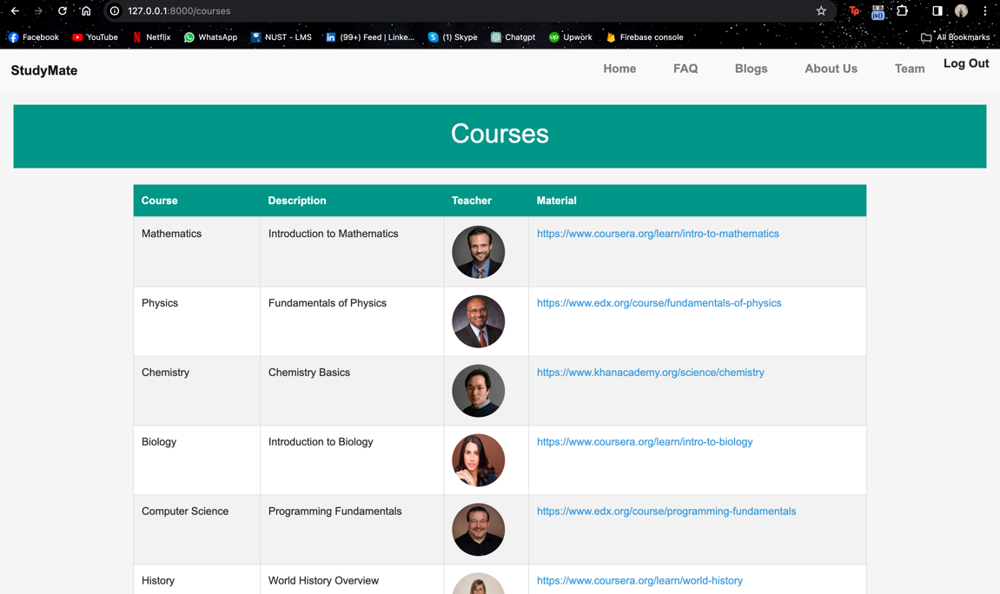 127.0.0.1:8000/courses
Tp
js()
Facebook YouTube Netflix WhatsApp NUST - LMS (99+) Feed | Linke... (1) Skype Chatgpt Upwork Firebase console All Bookmarks
StudyMate Home FAQ Blogs About Us Team Log Out
Courses
Course Description Teacher Material
Mathematics Introduction to Mathematics https://www.coursera.org/learn/intro-to-mathematics
Physics Fundamentals of Physics https://www.edx.org/course/fundamentals-of-physics
Chemistry Chemistry Basics https://www.khanacademy.org/science/chemistry
Biology Introduction to Biology https://www.coursera.org/learn/intro-to-biology
Computer Science Programming Fundamentals https://www.edx.org/course/programming-fundamentals
History World History Overview https://www.coursera.org/learn/world-history